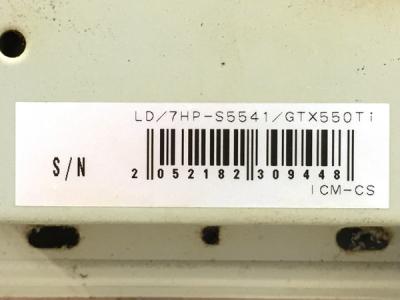 LD/7HP-S5541/GTX550Ti
S/N
2 052182 309448
ICM-CS